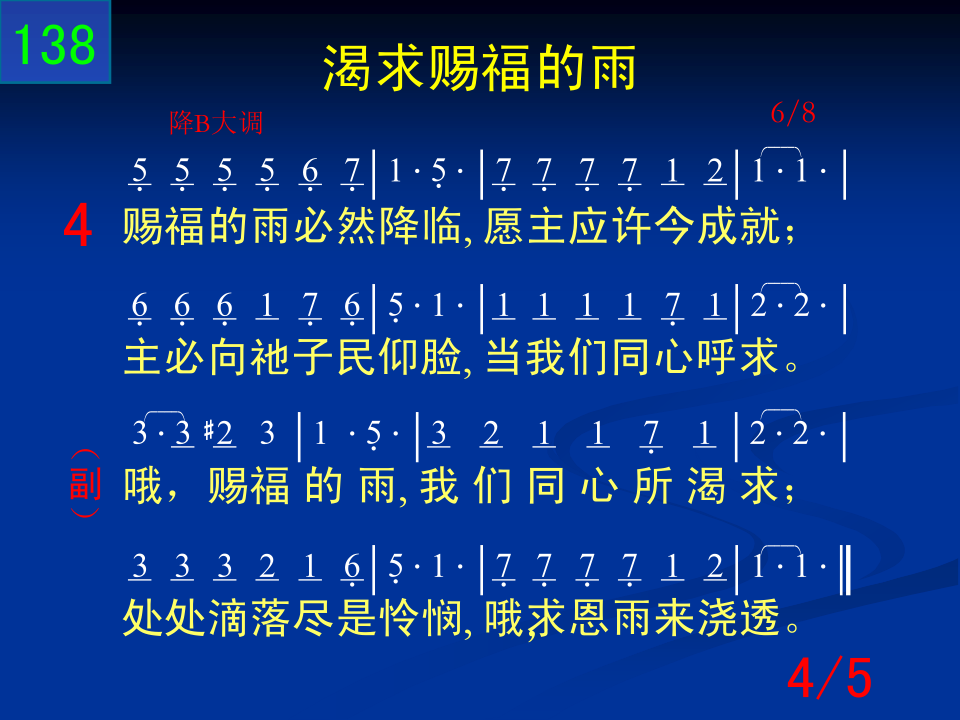 138
渴求赐福的雨
降B大调 6/8
5 5 5 5 6 7 | 1 · 5 · | 7 7 7 7 1 2 | 1 · 1 · |
4
赐福的雨必然降临, 愿主应许今成就；
6 6 6 1 7 6 | 5 · 1 · | 1 1 1 1 7 1 | 2 · 2 · |
主必向祂子民仰脸, 当我们同心呼求。
3 · 3 #2 3 | 1 · 5 · | 3 2 1 1 7 1 | 2 · 2 · |
（副）
哦，赐福 的 雨, 我 们 同 心 所 渴 求；
3 3 3 2 1 6 | 5 · 1 · | 7 7 7 7 1 2 | 1 · 1 · ‖
处处滴落尽是怜悯, 哦,求恩雨来浇透。
4/5